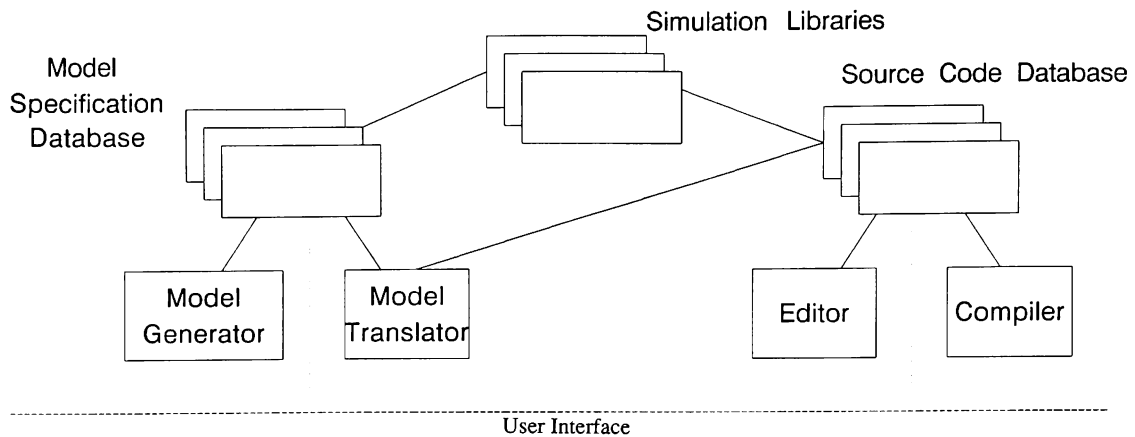 Simulation Libraries
Model
Specification
Database
Source Code Database
Model
Generator
Model
Translator
Editor
Compiler
User Interface